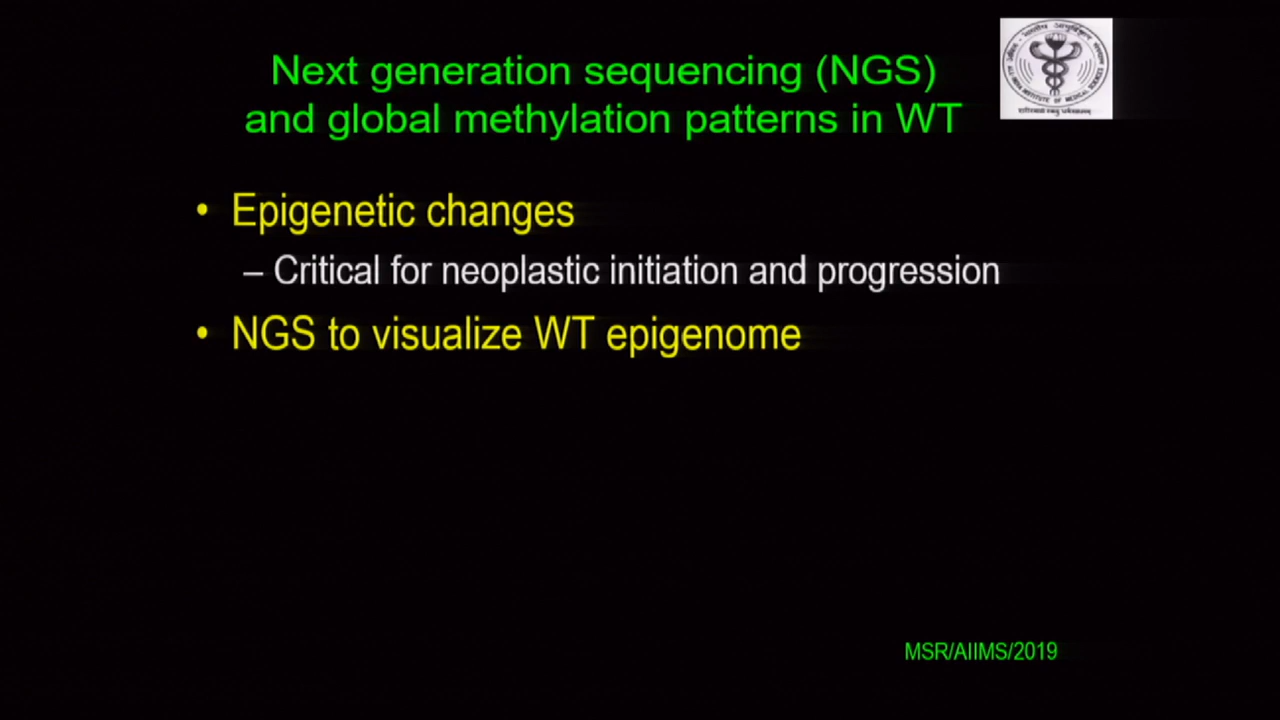 Next generation sequencing (NGS)
and global methylation patterns in WT
• Epigenetic changes
– Critical for neoplastic initiation and progression
• NGS to visualize WT epigenome
MSR/AIIMS/2019